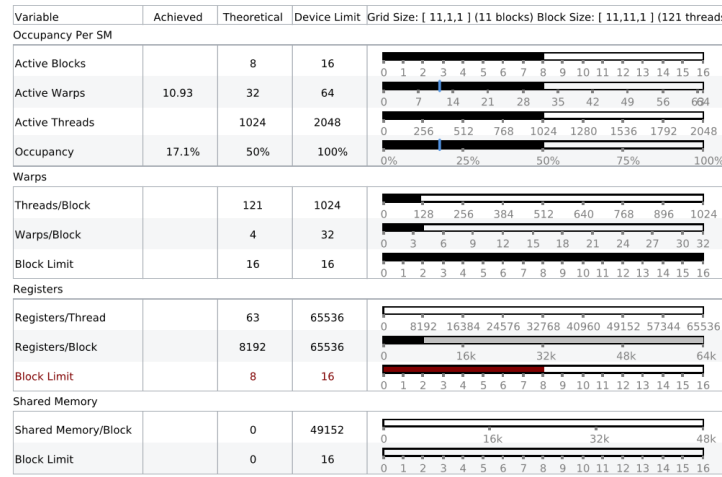 Variable Achieved Theoretical Device Limit Grid Size: [ 11,1,1 ] (11 blocks) Block Size: [ 11,11,1 ] (121 threads
Occupancy Per SM
Active Blocks 8 16
0 1 2 3 4 5 6 7 8 9 10 11 12 13 14 15 16
Active Warps 10.93 32 64
0 7 14 21 28 35 42 49 56 63 64
Active Threads 1024 2048
0 256 512 768 1024 1280 1536 1792 2048
Occupancy 17.1% 50% 100%
0% 25% 50% 75% 100%
Warps
Threads/Block 121 1024
0 128 256 384 512 640 768 896 1024
Warps/Block 4 32
0 3 6 9 12 15 18 21 24 27 30 32
Block Limit 16 16
0 1 2 3 4 5 6 7 8 9 10 11 12 13 14 15 16
Registers
Registers/Thread 63 65536
0 8192 16384 24576 32768 40960 49152 57344 65536
Registers/Block 8192 65536
0 16k 32k 48k 64k
Block Limit 8 16
0 1 2 3 4 5 6 7 8 9 10 11 12 13 14 15 16
Shared Memory
Shared Memory/Block 0 49152
0 16k 32k 48k
Block Limit 0 16
0 1 2 3 4 5 6 7 8 9 10 11 12 13 14 15 16